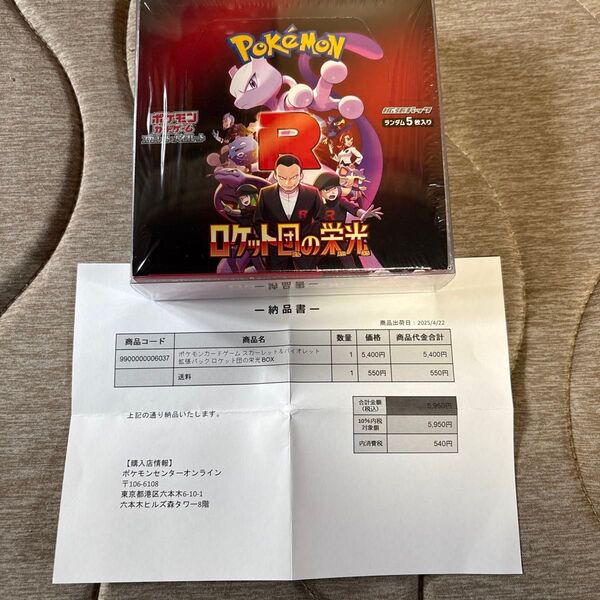 POKÉMON
ポケモン
カードゲーム
スカーレット&バイオレット
拡張パック
ランダム5枚入り
R
R R
ロケット団の栄光
― 納品書 ―
商品出荷日：2025/4/22
商品コード 商品名 数量 価格 商品代金合計
9900000006037 ポケモンカードゲーム スカーレット&バイオレット
拡張パック ロケット団の栄光 BOX 1 5,400円 5,400円
送料 1 550円 550円
合計金額
(税込) 5,950円
10%内税
対象額 5,950円
内消費税 540円
上記の通り納品いたします。
【購入店情報】
ポケモンセンターオンライン
〒106-6108
東京都港区六本木6-10-1
六本木ヒルズ森タワー8階